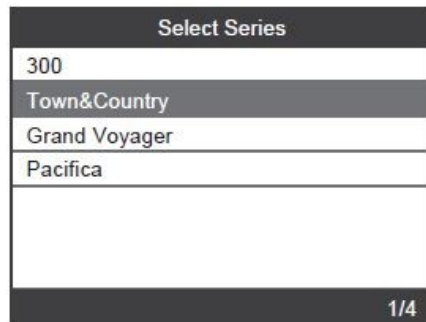 Select Series
300
Town&Country
Grand Voyager
Pacifica
1/4